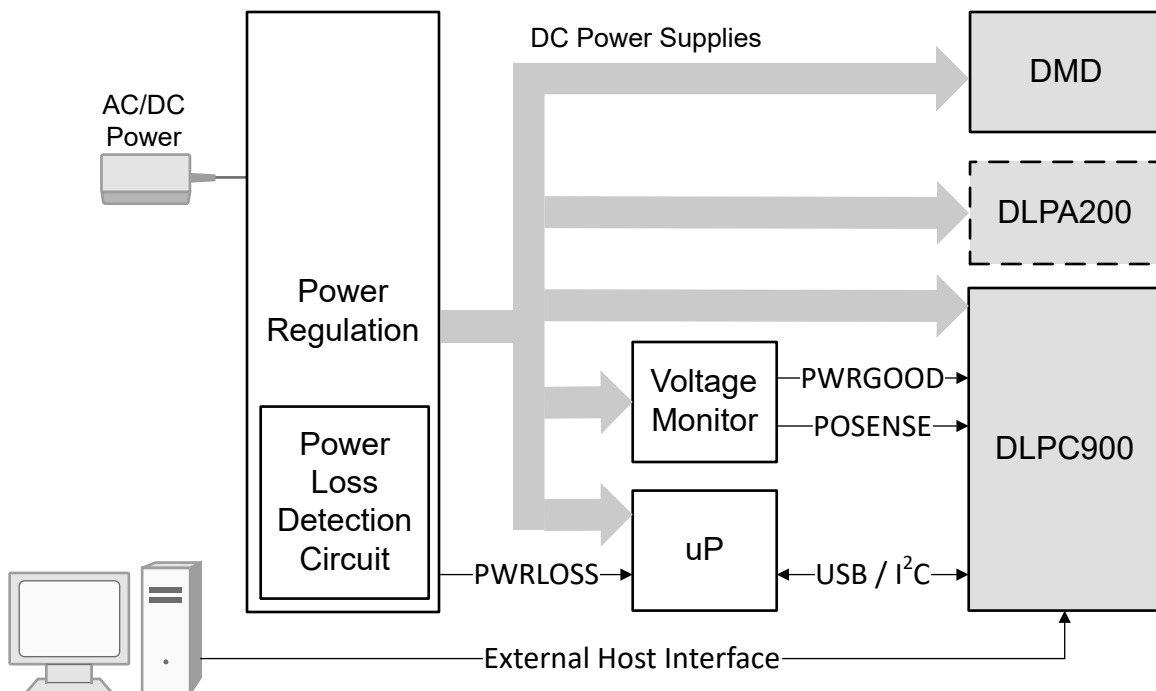 DC Power Supplies
DMD
AC/DC
Power
DLPA200
Power
Regulation
Voltage
Monitor
PWRGOOD
POSENSE
DLPC900
Power
Loss
Detection
Circuit
uP
PWRLOSS
USB / I²C
External Host Interface